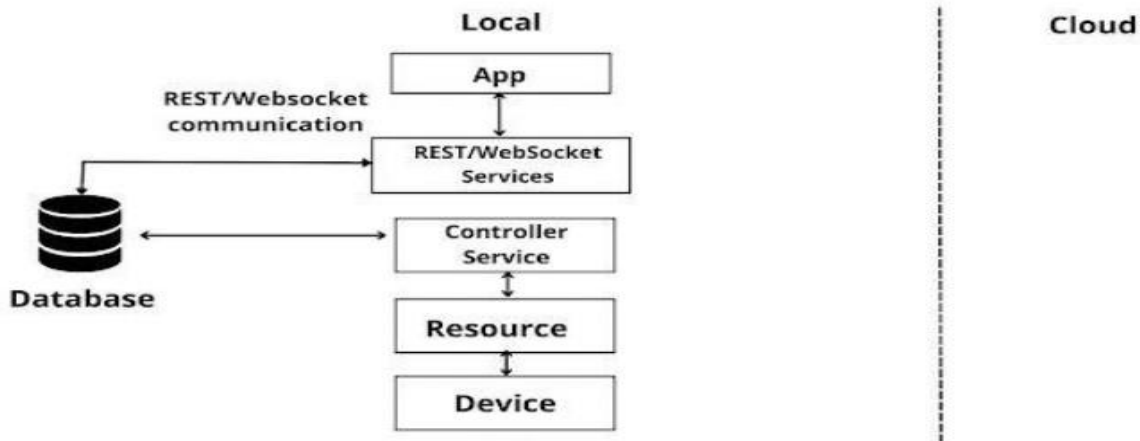 Local
Cloud
App
REST/Websocket
communication
REST/WebSocket
Services
Controller
Service
Database
Resource
Device